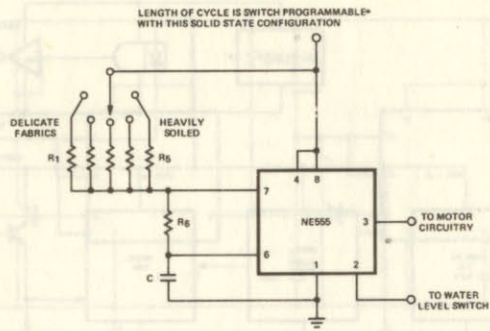 LENGTH OF CYCLE IS SWITCH PROGRAMMABLE
WITH THIS SOLID STATE CONFIGURATION
DELICATE
FABRICS
HEAVILY
SOILED
R1
R5
4 8
7
R6
NE555
3
TO MOTOR
CIRCUITRY
6
C
1 2
TO WATER
LEVEL SWITCH